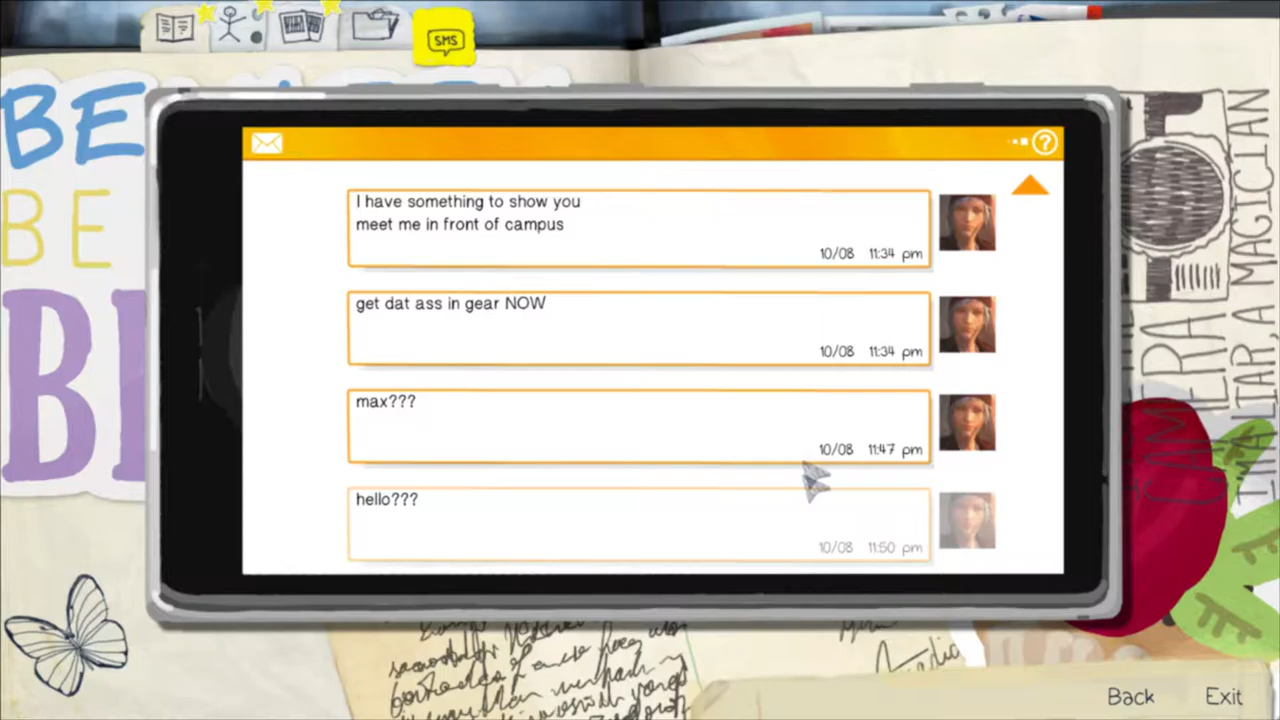 SMS
BE
BE
I have something to show you
meet me in front of campus
10/08 11:34 pm
get dat ass in gear NOW
10/08 11:34 pm
max???
10/08 11:47 pm
hello???
10/08 11:50 pm
CAMERA
LIAR, A MAGICIAN
Back Exit